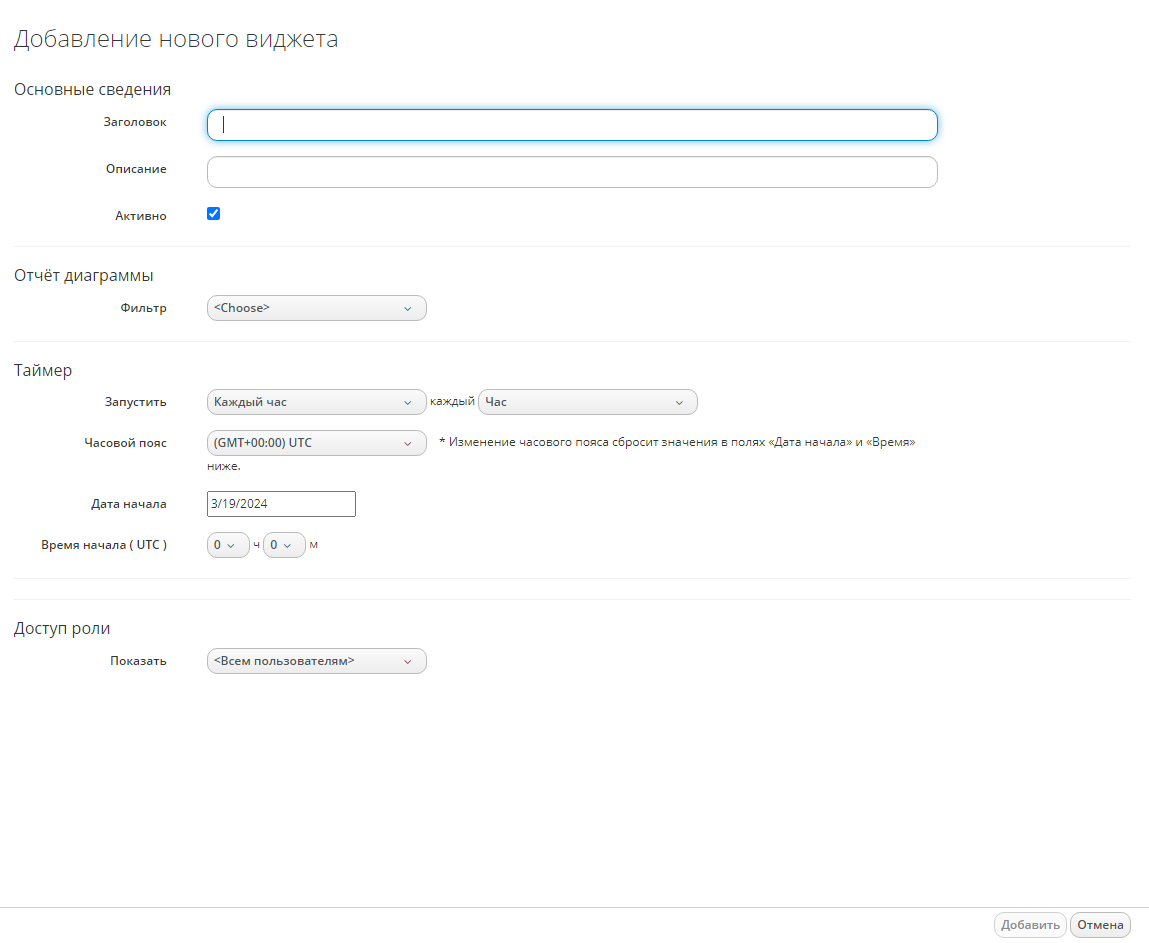 Добавление нового виджета
Основные сведения
Заголовок
Описание
Активно
Отчёт диаграммы
Фильтр <Choose>
Таймер
Запустить Каждый час каждый Час
Часовой пояс (GMT+00:00) UTC * Изменение часового пояса сбросит значения в полях «Дата начала» и «Время»
ниже.
Дата начала 3/19/2024
Время начала ( UTC ) 0 ч 0 м
Доступ роли
Показать <Всем пользователям>
Добавить Отмена